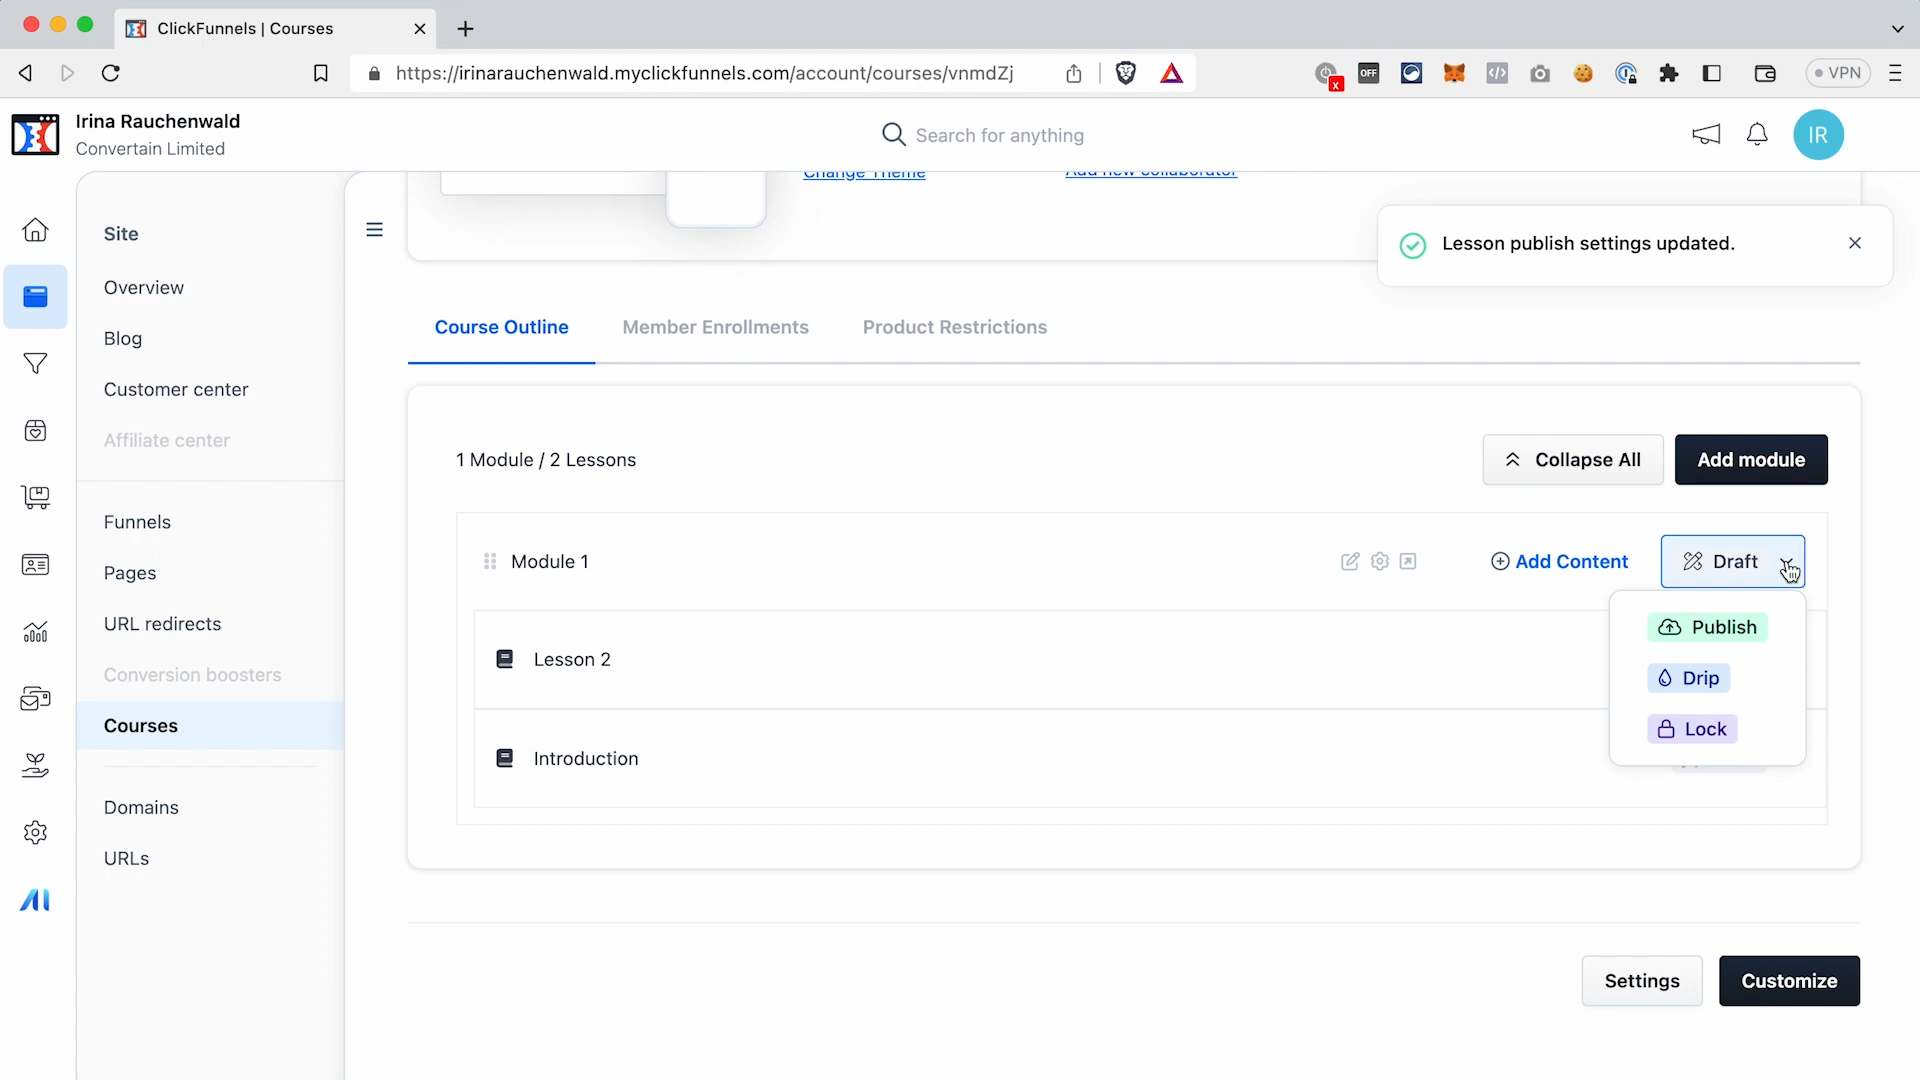 ClickFunnels | Courses
https://irinarauchenwald.myclickfunnels.com/account/courses/vnmdZj
OFF
x
VPN
Irina Rauchenwald
Convertain Limited
Search for anything
IR
Change Theme
Add new collaborator
Lesson publish settings updated.
Site
Overview
Blog
Customer center
Affiliate center
Funnels
Pages
URL redirects
Conversion boosters
Courses
Domains
URLs
Course Outline
Member Enrollments
Product Restrictions
1 Module / 2 Lessons
Collapse All
Add module
Module 1
Add Content
Draft
Publish
Drip
Lock
Lesson 2
Introduction
Settings
Customize